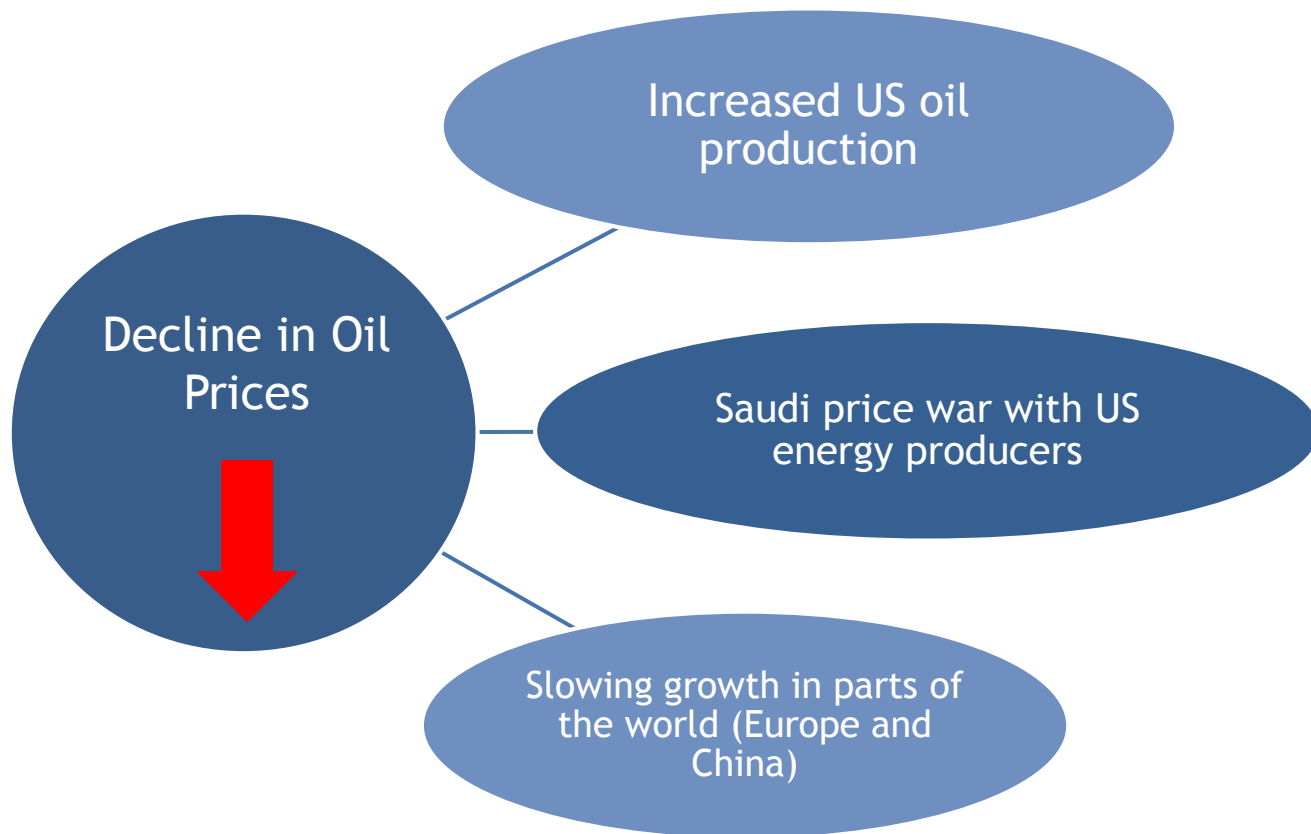 Increased US oil
production
Decline in Oil
Prices
Saudi price war with US
energy producers
Slowing growth in parts of
the world (Europe and
China)